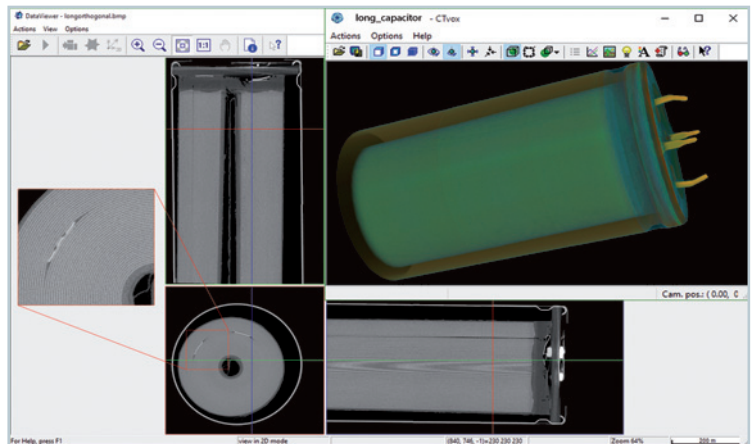 DataViewer - longorthogonal.bmp
Actions View Options
1:1
For Help, press F1
view in 2D mode
(840, 746, -1)=230 230 230
Zoom 64%
long_capacitor - CTvox
Actions Options Help
Cam. pos.: ( 0.00, 0